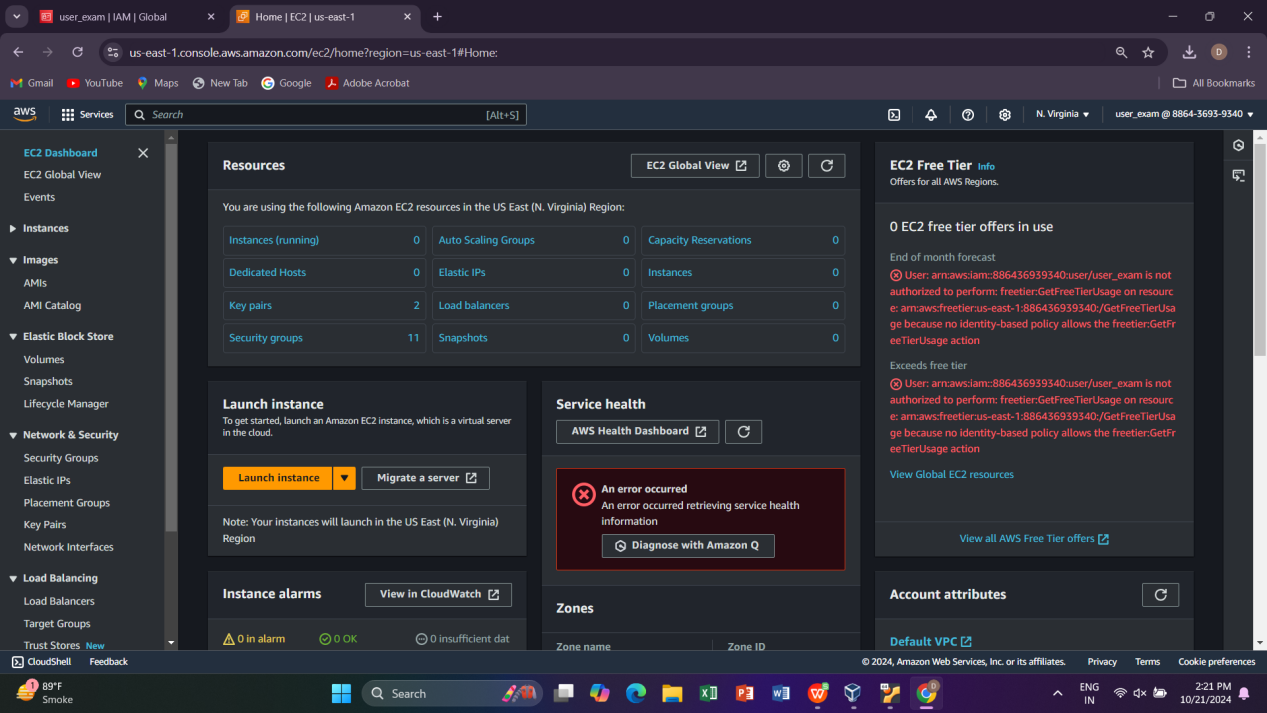 user_exam | IAM | Global
Home | EC2 | us-east-1
us-east-1.console.aws.amazon.com/ec2/home?region=us-east-1#Home:
D
Gmail YouTube Maps New Tab Google Adobe Acrobat All Bookmarks
aws Services Search [Alt+S] N. Virginia user_exam @ 8864-3693-9340
EC2 Dashboard
EC2 Global View
Events
Instances
Images
AMIs
AMI Catalog
Elastic Block Store
Volumes
Snapshots
Lifecycle Manager
Network & Security
Security Groups
Elastic IPs
Placement Groups
Key Pairs
Network Interfaces
Load Balancing
Load Balancers
Target Groups
Trust Stores New
Resources
EC2 Global View
You are using the following Amazon EC2 resources in the US East (N. Virginia) Region:
Instances (running) 0 Auto Scaling Groups 0 Capacity Reservations 0
Dedicated Hosts 0 Elastic IPs 0 Instances 0
Key pairs 2 Load balancers 0 Placement groups 0
Security groups 11 Snapshots 0 Volumes 0
Launch instance
To get started, launch an Amazon EC2 instance, which is a virtual server
in the cloud.
Launch instance Migrate a server
Note: Your instances will launch in the US East (N. Virginia)
Region
Instance alarms View in CloudWatch
0 in alarm 0 OK 0 insufficient dat
Service health
AWS Health Dashboard
An error occurred
An error occurred retrieving service health
information
Diagnose with Amazon Q
Zones
Zone name Zone ID
EC2 Free Tier Info
Offers for all AWS Regions.
0 EC2 free tier offers in use
End of month forecast
User: arn:aws:iam::886436939340:user/user_exam is not
authorized to perform: freetier:GetFreeTierUsage on resourc
e: arn:aws:freetier:us-east-1:886436939340:/GetFreeTierUsa
ge because no identity-based policy allows the freetier:GetFr
eeTierUsage action
Exceeds free tier
User: arn:aws:iam::886436939340:user/user_exam is not
authorized to perform: freetier:GetFreeTierUsage on resourc
e: arn:aws:freetier:us-east-1:886436939340:/GetFreeTierUsa
ge because no identity-based policy allows the freetier:GetFr
eeTierUsage action
View Global EC2 resources
View all AWS Free Tier offers
Account attributes
Default VPC
CloudShell Feedback © 2024, Amazon Web Services, Inc. or its affiliates. Privacy Terms Cookie preferences
1
89°F
Smoke
Search
ENG
IN
2:21 PM
10/21/2024